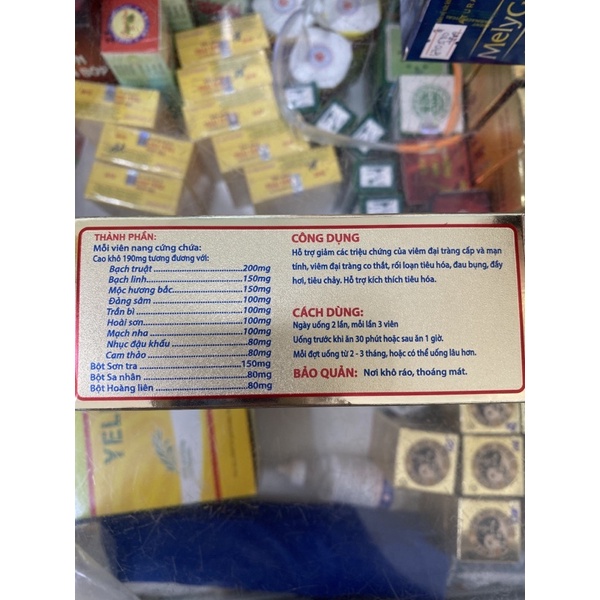 MelyC
THÀNH PHẦN:
Mỗi viên nang cứng chứa:
Cao khô 190mg tương đương với:
Bạch truật...200mg
Bạch linh...150mg
Mộc hương bắc...150mg
Đảng sâm...100mg
Trần bì...100mg
Hoài sơn...100mg
Mạch nha...100mg
Nhục đậu khấu...80mg
Cam thảo...80mg
Bột Sơn tra...150mg
Bột Sa nhân...80mg
Bột Hoàng liên...80mg
CÔNG DỤNG
Hỗ trợ giảm các triệu chứng của viêm đại tràng cấp và mạn
tính, viêm đại tràng co thắt, rối loạn tiêu hóa, đau bụng, đầy
hơi, tiêu chảy. Hỗ trợ kích thích tiêu hóa.
CÁCH DÙNG:
Ngày uống 2 lần, mỗi lần 3 viên
Uống trước khi ăn 30 phút hoặc sau ăn 1 giờ.
Mỗi đợt uống từ 2 - 3 tháng, hoặc có thể uống lâu hơn.
BẢO QUẢN: Nơi khô ráo, thoáng mát.
YEL